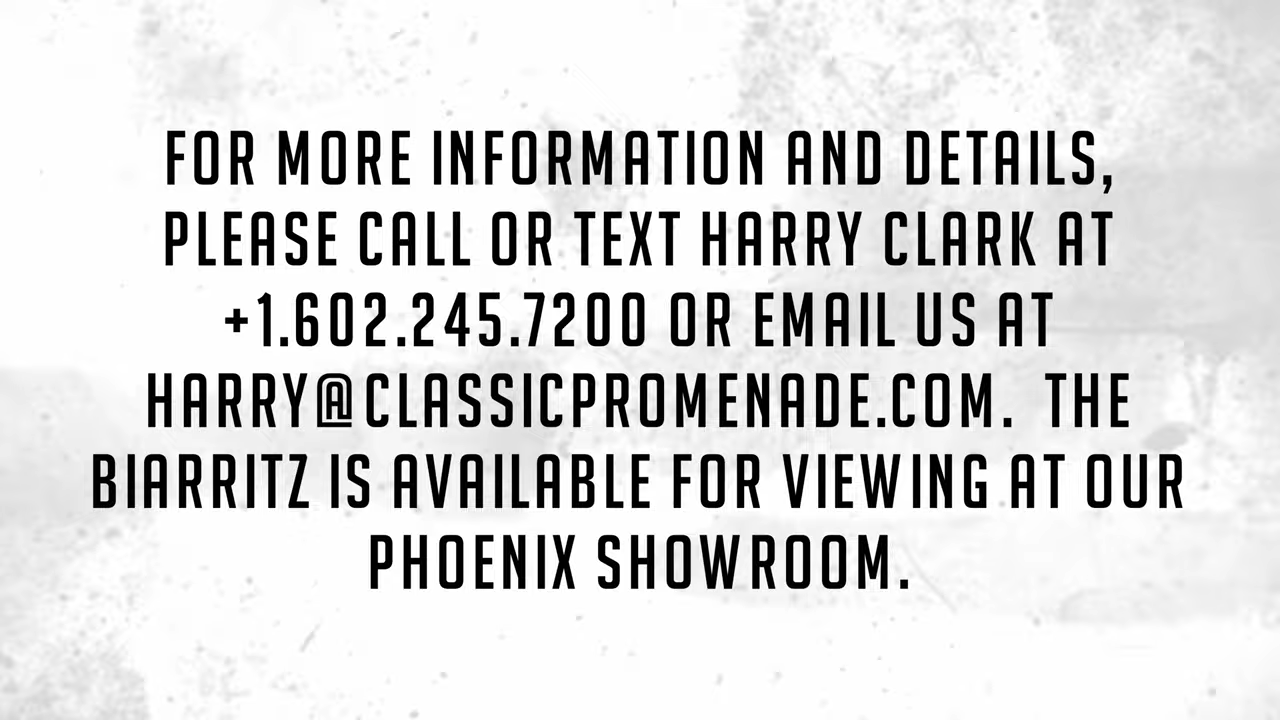 FOR MORE INFORMATION AND DETAILS,
PLEASE CALL OR TEXT HARRY CLARK AT
+1.602.245.7200 OR EMAIL US AT
HARRY@CLASSICPROMENADE.COM.  THE
BIARRITZ IS AVAILABLE FOR VIEWING AT OUR
PHOENIX SHOWROOM.